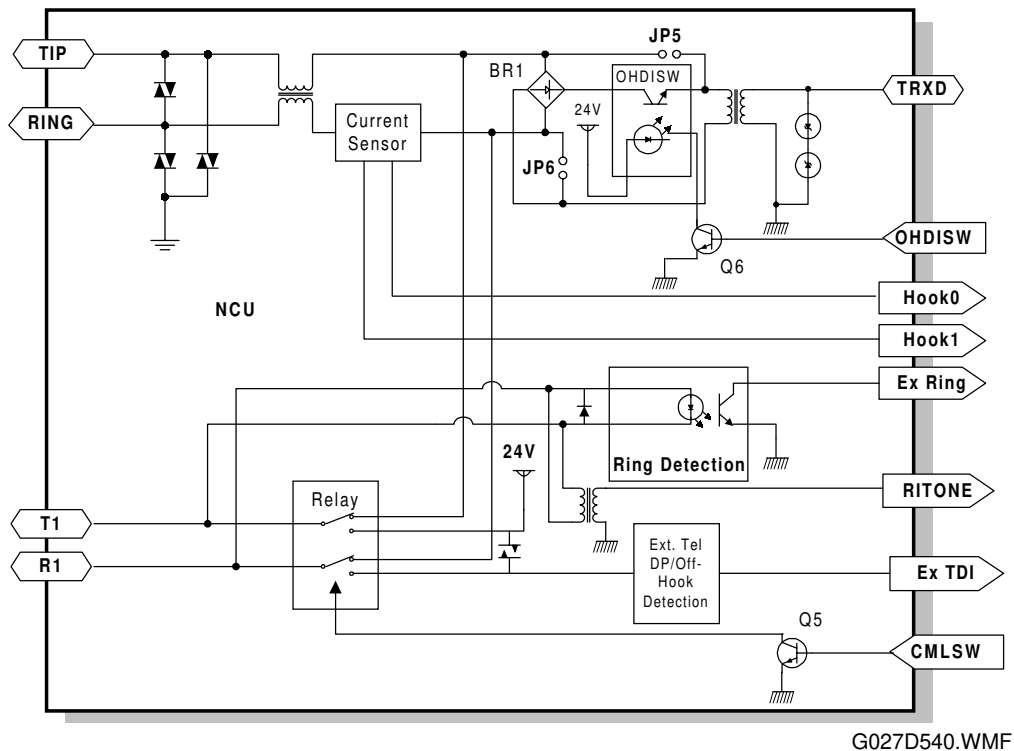 JP5
TIP
BR1
OHDISW
24V
TRXD
RING
Current
Sensor
JP6
OHDISW
Q6
NCU
Hook0
Hook1
Ex Ring
Ring Detection
24V
Relay
RITONE
T1
R1
Ext. Tel
DP/Off-
Hook
Detection
Ex TDI
Q5
CMLSW
G027D540.WMF